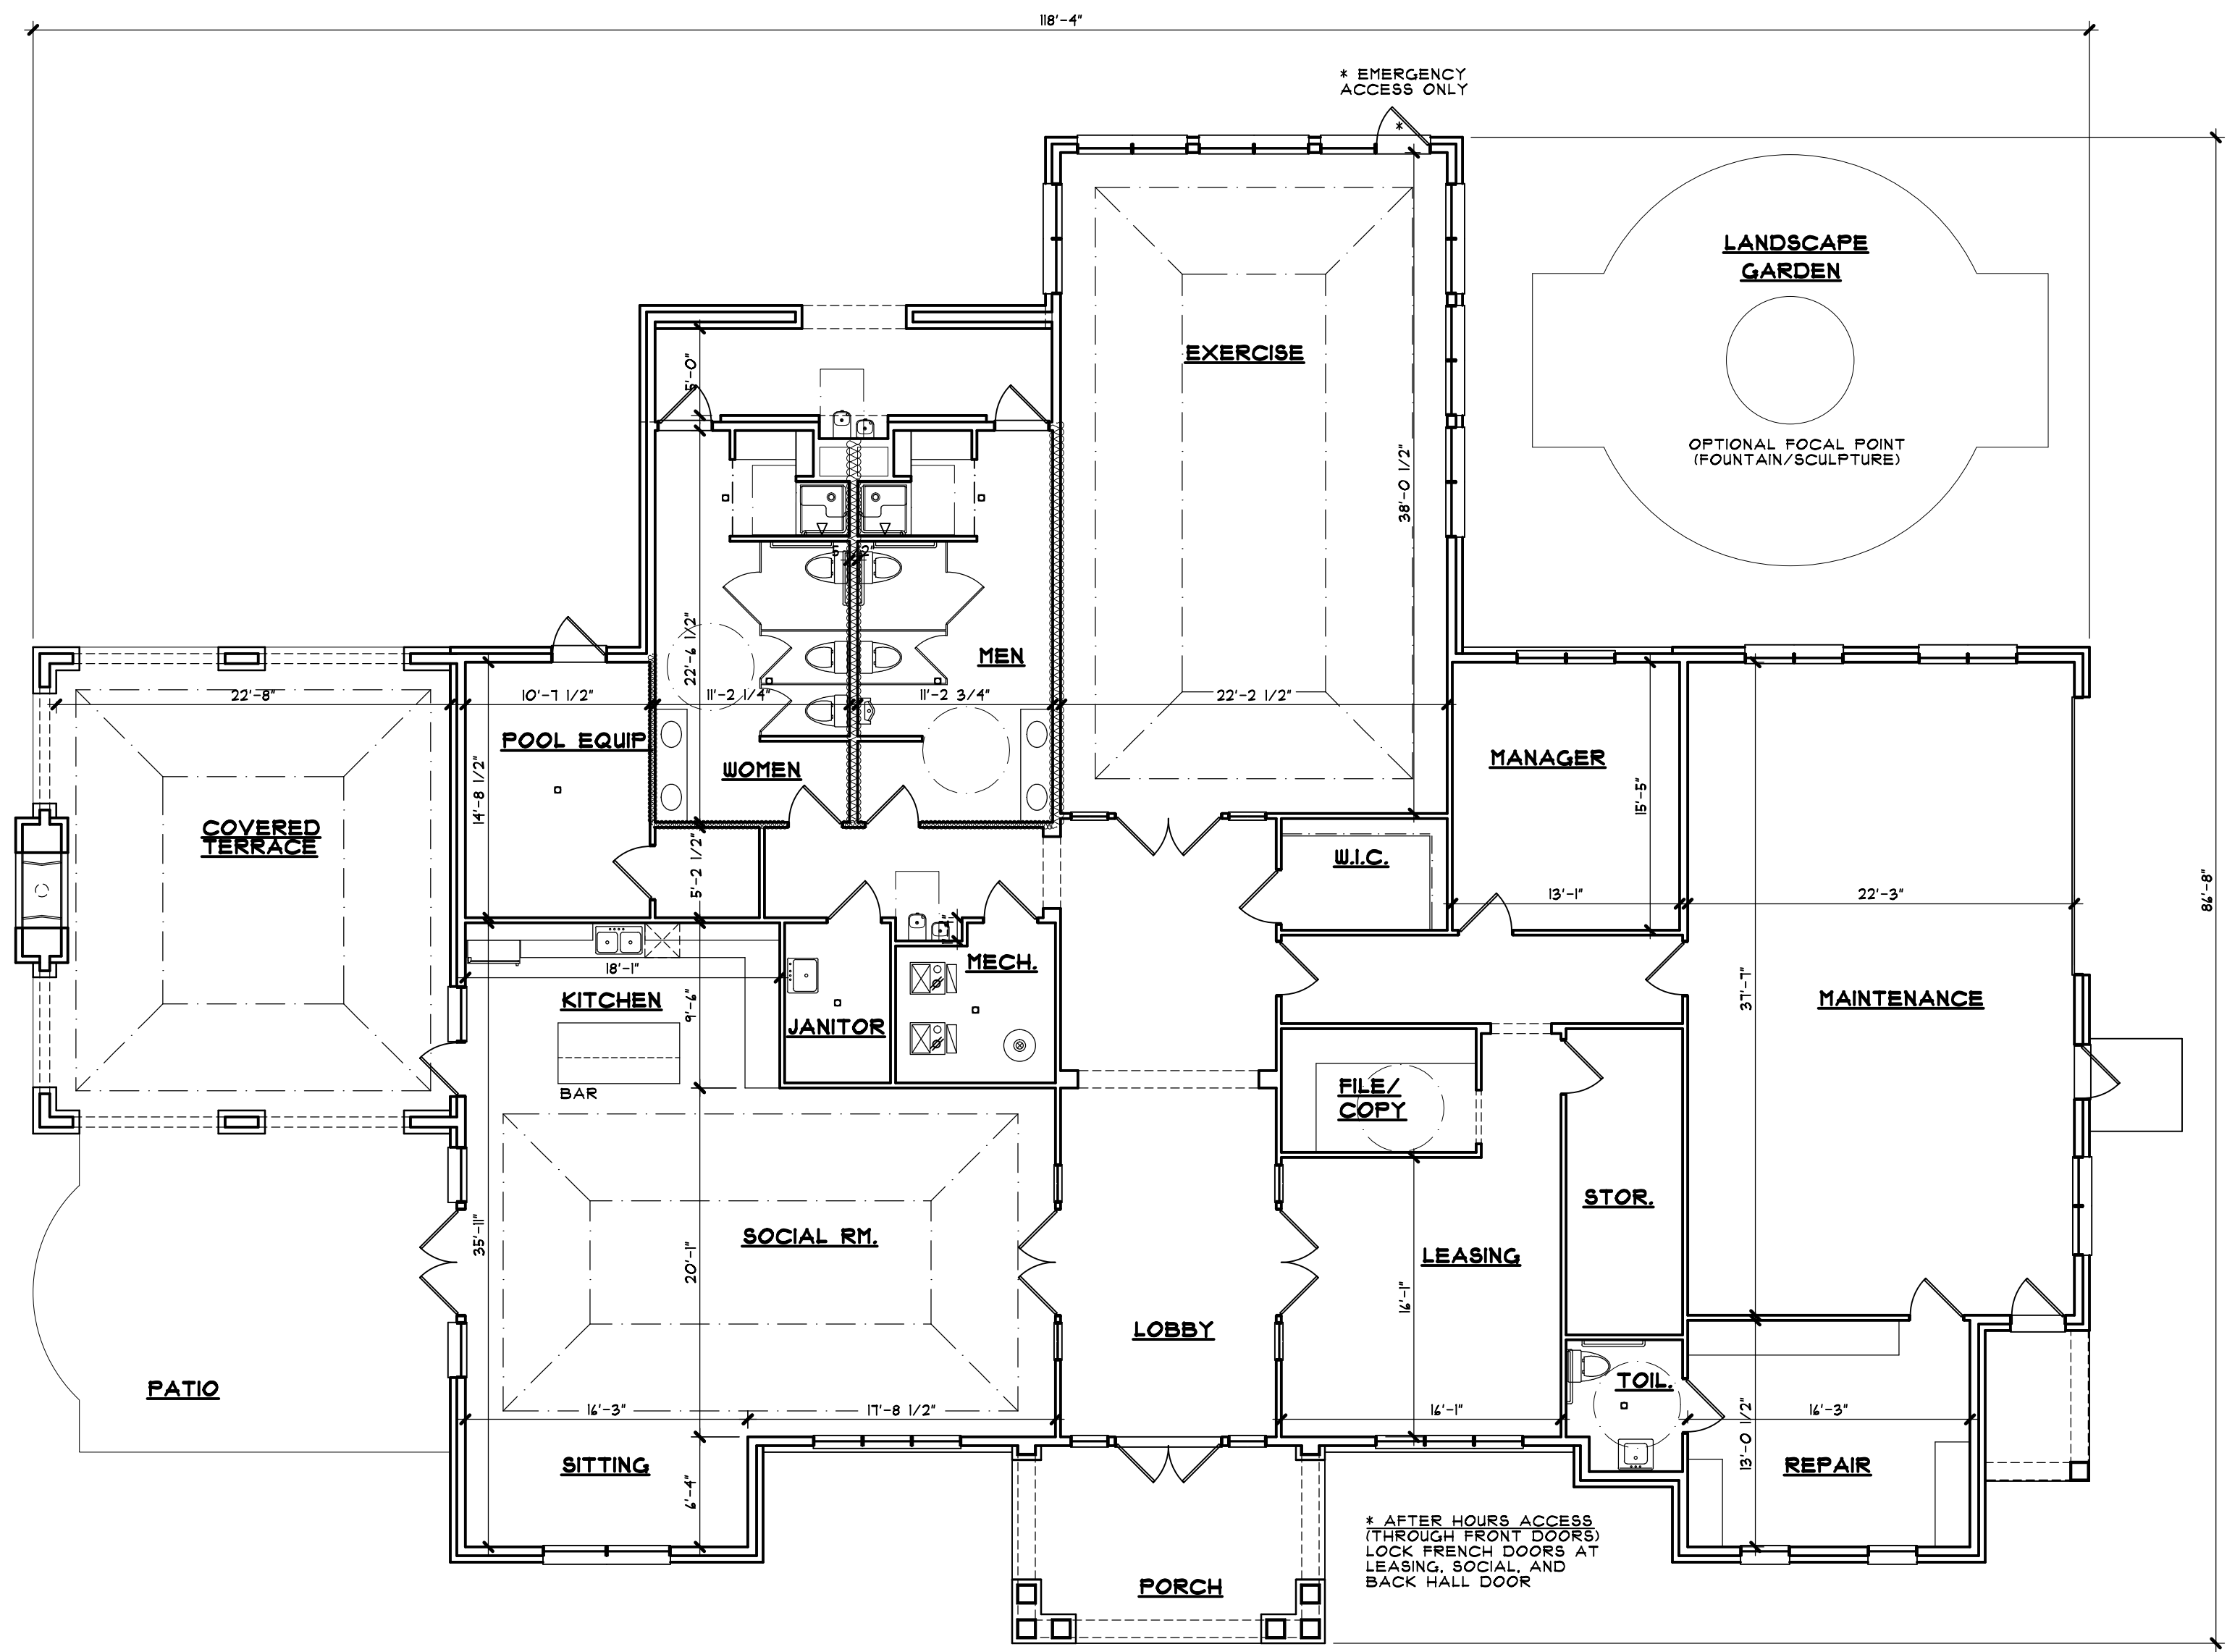 118'-4"
* EMERGENCY
ACCESS ONLY
*
LANDSCAPE
GARDEN
OPTIONAL FOCAL POINT
(FOUNTAIN/SCULPTURE)
EXERCISE
5'-0"
38'-0 1/2"
22'-6 1/2"
MEN
22'-8"
10'-7 1/2"
11'-2 1/4"
11'-2 3/4"
22'-2 1/2"
POOL EQUIP.
WOMEN
MANAGER
14'-8 1/2"
15'-5"
COVERED
TERRACE
W.I.C.
5'-2 1/2"
13'-1"
22'-3"
86'-8"
18'-1"
MECH.
KITCHEN
9'-6"
JANITOR
37'-7"
MAINTENANCE
BAR
FILE/
COPY
STOR.
SOCIAL RM.
35'-11"
20'-1"
LEASING
16'-1"
LOBBY
PATIO
TOIL.
16'-3"
17'-8 1/2"
16'-1"
16'-3"
13'-0 1/2"
SITTING
REPAIR
6'-4"
* AFTER HOURS ACCESS
(THROUGH FRONT DOORS)
LOCK FRENCH DOORS AT
LEASING, SOCIAL, AND
BACK HALL DOOR
PORCH